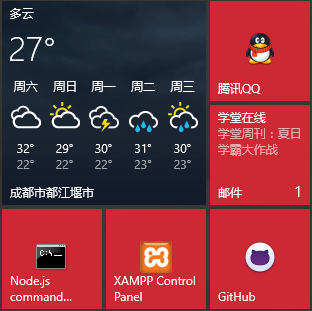 多云
27°
周六 周日 周一 周二 周三
32° 29° 30° 31° 30°
22° 22° 22° 23° 23°
成都市都江堰市
腾讯QQ
学堂在线
学堂周刊：夏日
学霸大作战
邮件 1
C:\_
Node.js
command...
XAMPP Control
Panel
GitHub